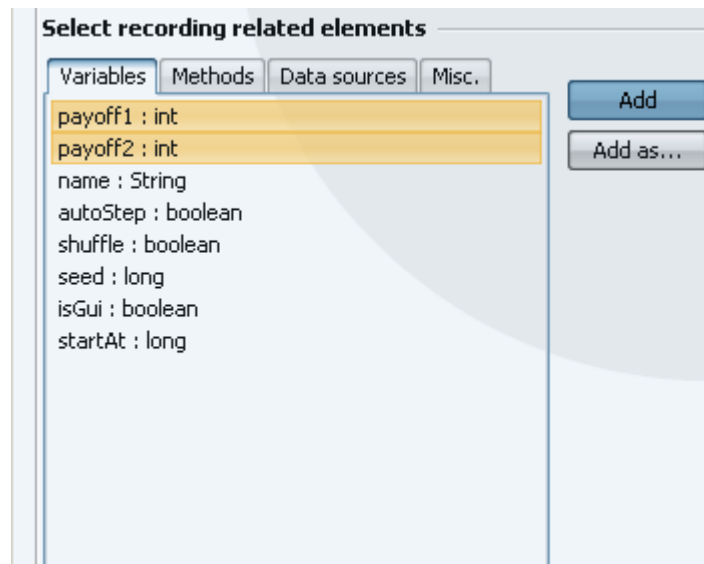 Select recording related elements
Variables Methods Data sources Misc.
payoff1 : int
payoff2 : int
name : String
autoStep : boolean
shuffle : boolean
seed : long
isGui : boolean
startAt : long
Add
Add as...